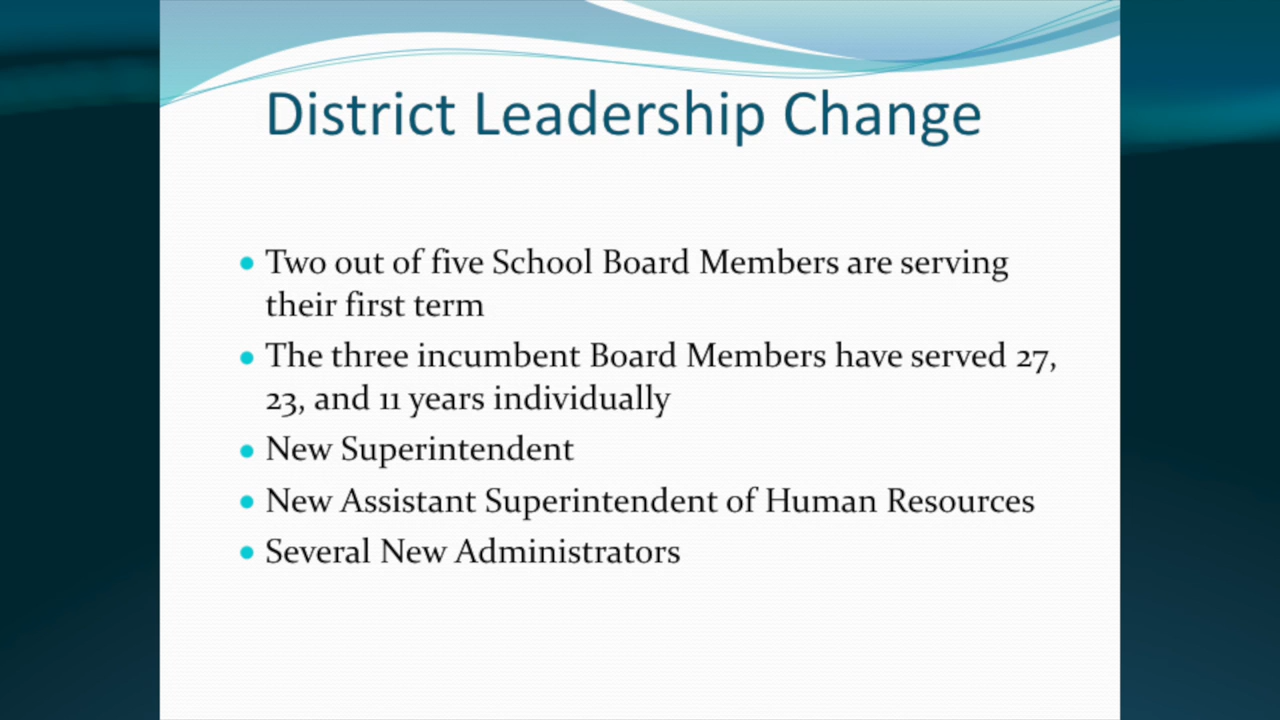 District Leadership Change
• Two out of five School Board Members are serving
their first term
• The three incumbent Board Members have served 27,
23, and 11 years individually
• New Superintendent
• New Assistant Superintendent of Human Resources
• Several New Administrators